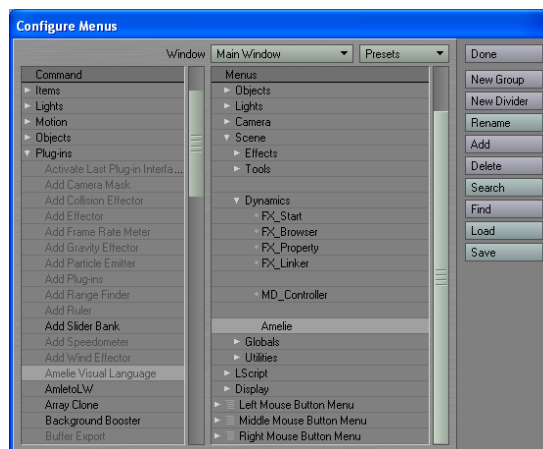 Configure Menus
Window Main Window Presets Done
Command Menus
Items Objects New Group
Lights Lights New Divider
Motion Camera Rename
Objects Scene
Plug-ins Effects Add
Activate Last Plug-in Interfa... Tools Delete
Add Camera Mask
Add Collision Effector Dynamics Search
Add Effector FX_Start Find
Add Frame Rate Meter FX_Browser Load
Add Gravity Effector FX_Property Save
Add Particle Emitter FX_Linker
Add Plug-ins
Add Range Finder MD_Controller
Add Ruler
Add Slider Bank Amelie
Add Speedometer Globals
Add Wind Effector Utilities
Amelie Visual Language LScript
AmletoLW Display
Array Clone Left Mouse Button Menu
Background Booster Middle Mouse Button Menu
Buffer Export Right Mouse Button Menu